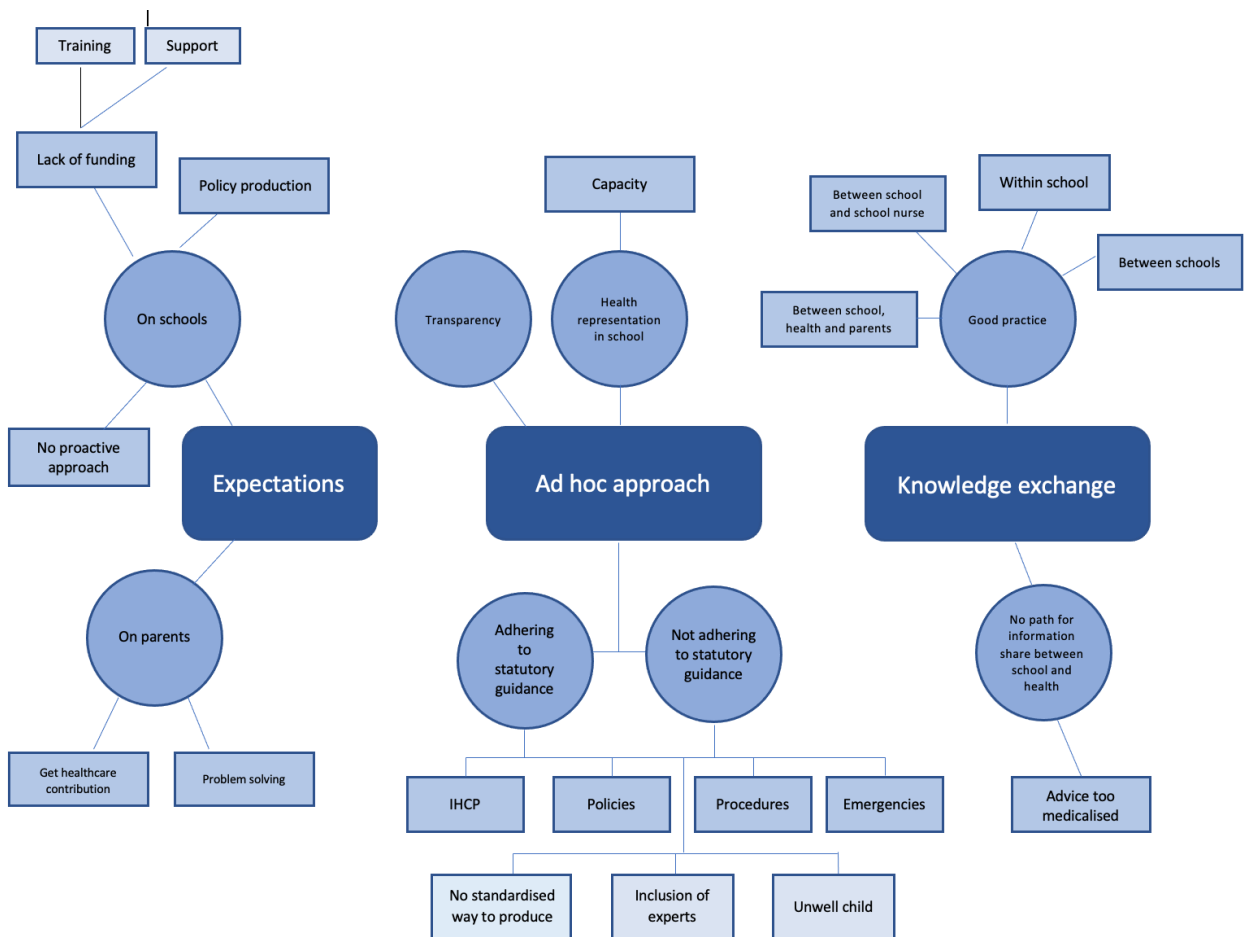 Training
Support
Lack of funding
Policy production
On schools
No proactive
approach
Expectations
On parents
Get healthcare
contribution
Problem solving
Capacity
Transparency
Health
representation
in school
Ad hoc approach
Adhering
to
statutory
guidance
Not adhering
to statutory
guidance
IHCP
Policies
Procedures
Emergencies
No standardised
way to produce
Inclusion of
experts
Unwell child
Between school
and school nurse
Within school
Between schools
Between school,
health and parents
Good practice
Knowledge exchange
No path for
information
share between
school and
health
Advice too
medicalised